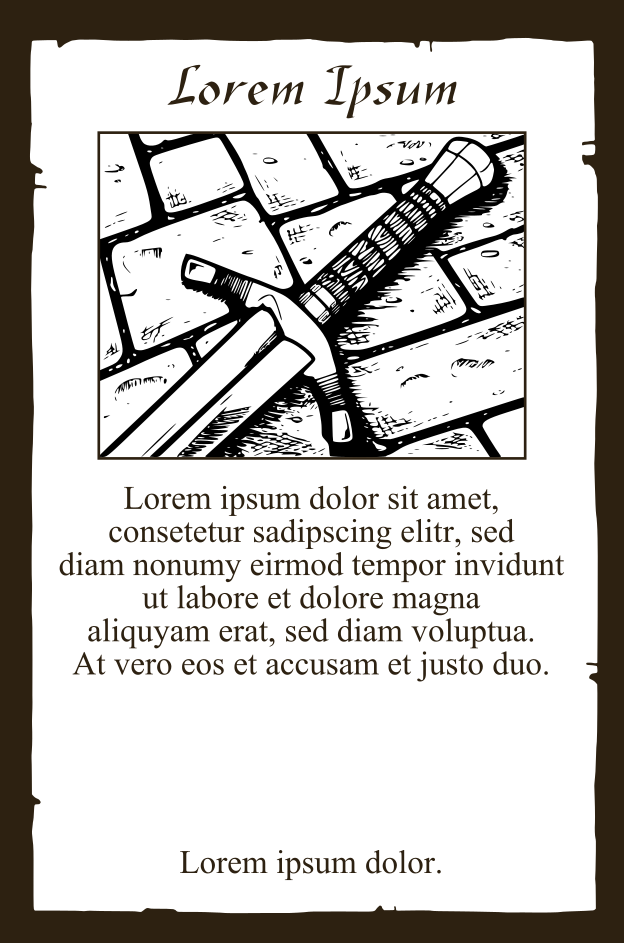 Lorem Ipsum
Lorem ipsum dolor sit amet,
consetetur sadipscing elitr, sed
diam nonumy eirmod tempor invidunt
ut labore et dolore magna
aliquyam erat, sed diam voluptua.
At vero eos et accusam et justo duo.
Lorem ipsum dolor.